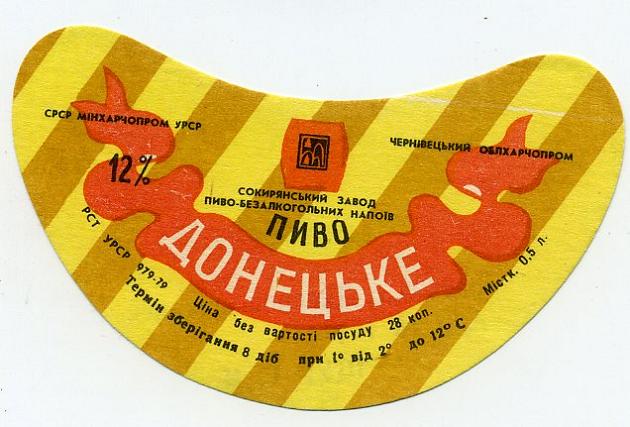 СРСР МІНХАРЧОПРОМ УРСР
ЧЕРНІВЕЦЬКИЙ ОБЛХАРЧОПРОМ
12%
СОКИРЯНСЬКИЙ ЗАВОД
ПИВО-БЕЗАЛКОГОЛЬНИХ НАПОЇВ
ПИВО
ДОНЕЦЬКЕ
РСТ УРСР 979-79
Ціна без вартості посуду 28 коп.
Містк. 0,5 л.
Термін зберігання 8 діб при t° від 2° до 12° С